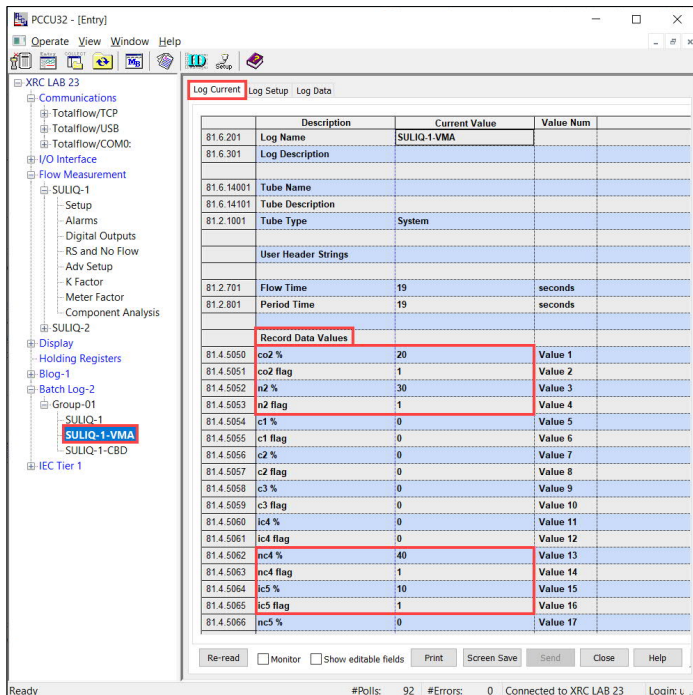 PCCU32 - [Entry]
Operate View Window Help
XRC LAB 23
Communications
Totalflow/TCP
Totalflow/USB
Totalflow/COM0:
I/O Interface
Flow Measurement
SULIQ-1
Setup
Alarms
Digital Outputs
RS and No Flow
Adv Setup
K Factor
Meter Factor
Component Analysis
SULIQ-2
Display
Holding Registers
Blog-1
Batch Log-2
Group-01
SULIQ-1
SULIQ-1-VMA
SULIQ-1-CBD
IEC Tier 1
Log Current Log Setup Log Data
Description Current Value Value Num
81.6.201 Log Name SULIQ-1-VMA
81.6.301 Log Description
81.6.14001 Tube Name
81.6.14101 Tube Description
81.2.1001 Tube Type System
User Header Strings
81.2.701 Flow Time 19 seconds
81.2.801 Period Time 19 seconds
Record Data Values
81.4.5050 co2 % 20 Value 1
81.4.5051 co2 flag 1 Value 2
81.4.5052 n2 % 30 Value 3
81.4.5053 n2 flag 1 Value 4
81.4.5054 c1 % 0 Value 5
81.4.5055 c1 flag 0 Value 6
81.4.5056 c2 % 0 Value 7
81.4.5057 c2 flag 0 Value 8
81.4.5058 c3 % 0 Value 9
81.4.5059 c3 flag 0 Value 10
81.4.5060 ic4 % 0 Value 11
81.4.5061 ic4 flag 0 Value 12
81.4.5062 nc4 % 40 Value 13
81.4.5063 nc4 flag 1 Value 14
81.4.5064 ic5 % 10 Value 15
81.4.5065 ic5 flag 1 Value 16
81.4.5066 nc5 % 0 Value 17
Re-read Monitor Show editable fields Print Screen Save Send Close Help
Ready #Polls: 92 #Errors: 0 Connected to XRC LAB 23 Login: